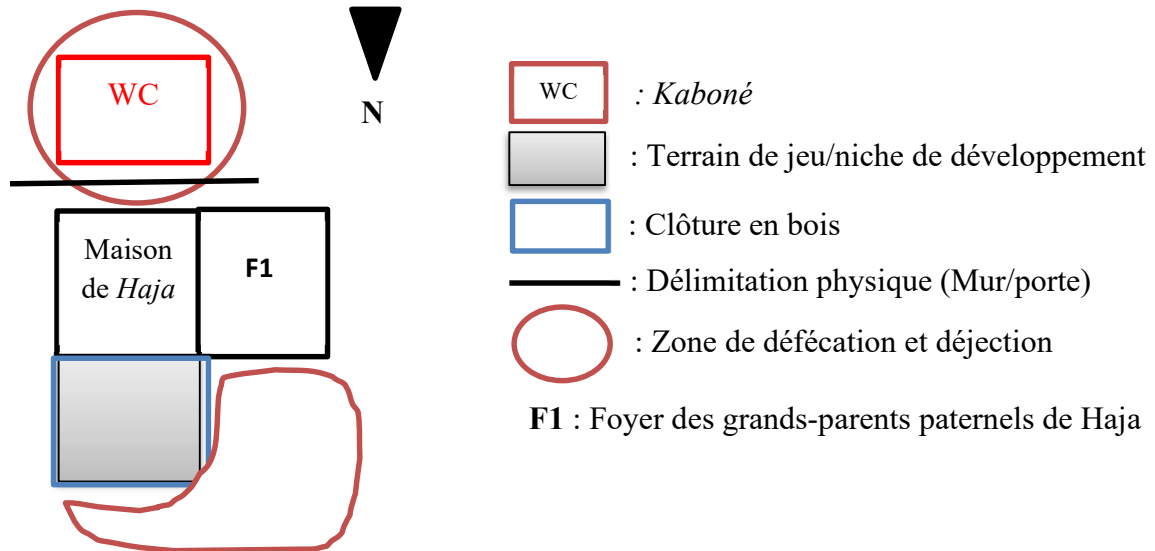 WC
N
Maison
de Haja
F1
WC : Kaboné
: Terrain de jeu/niche de développement
: Clôture en bois
: Délimitation physique (Mur/porte)
: Zone de défécation et déjection
F1 : Foyer des grands-parents paternels de Haja